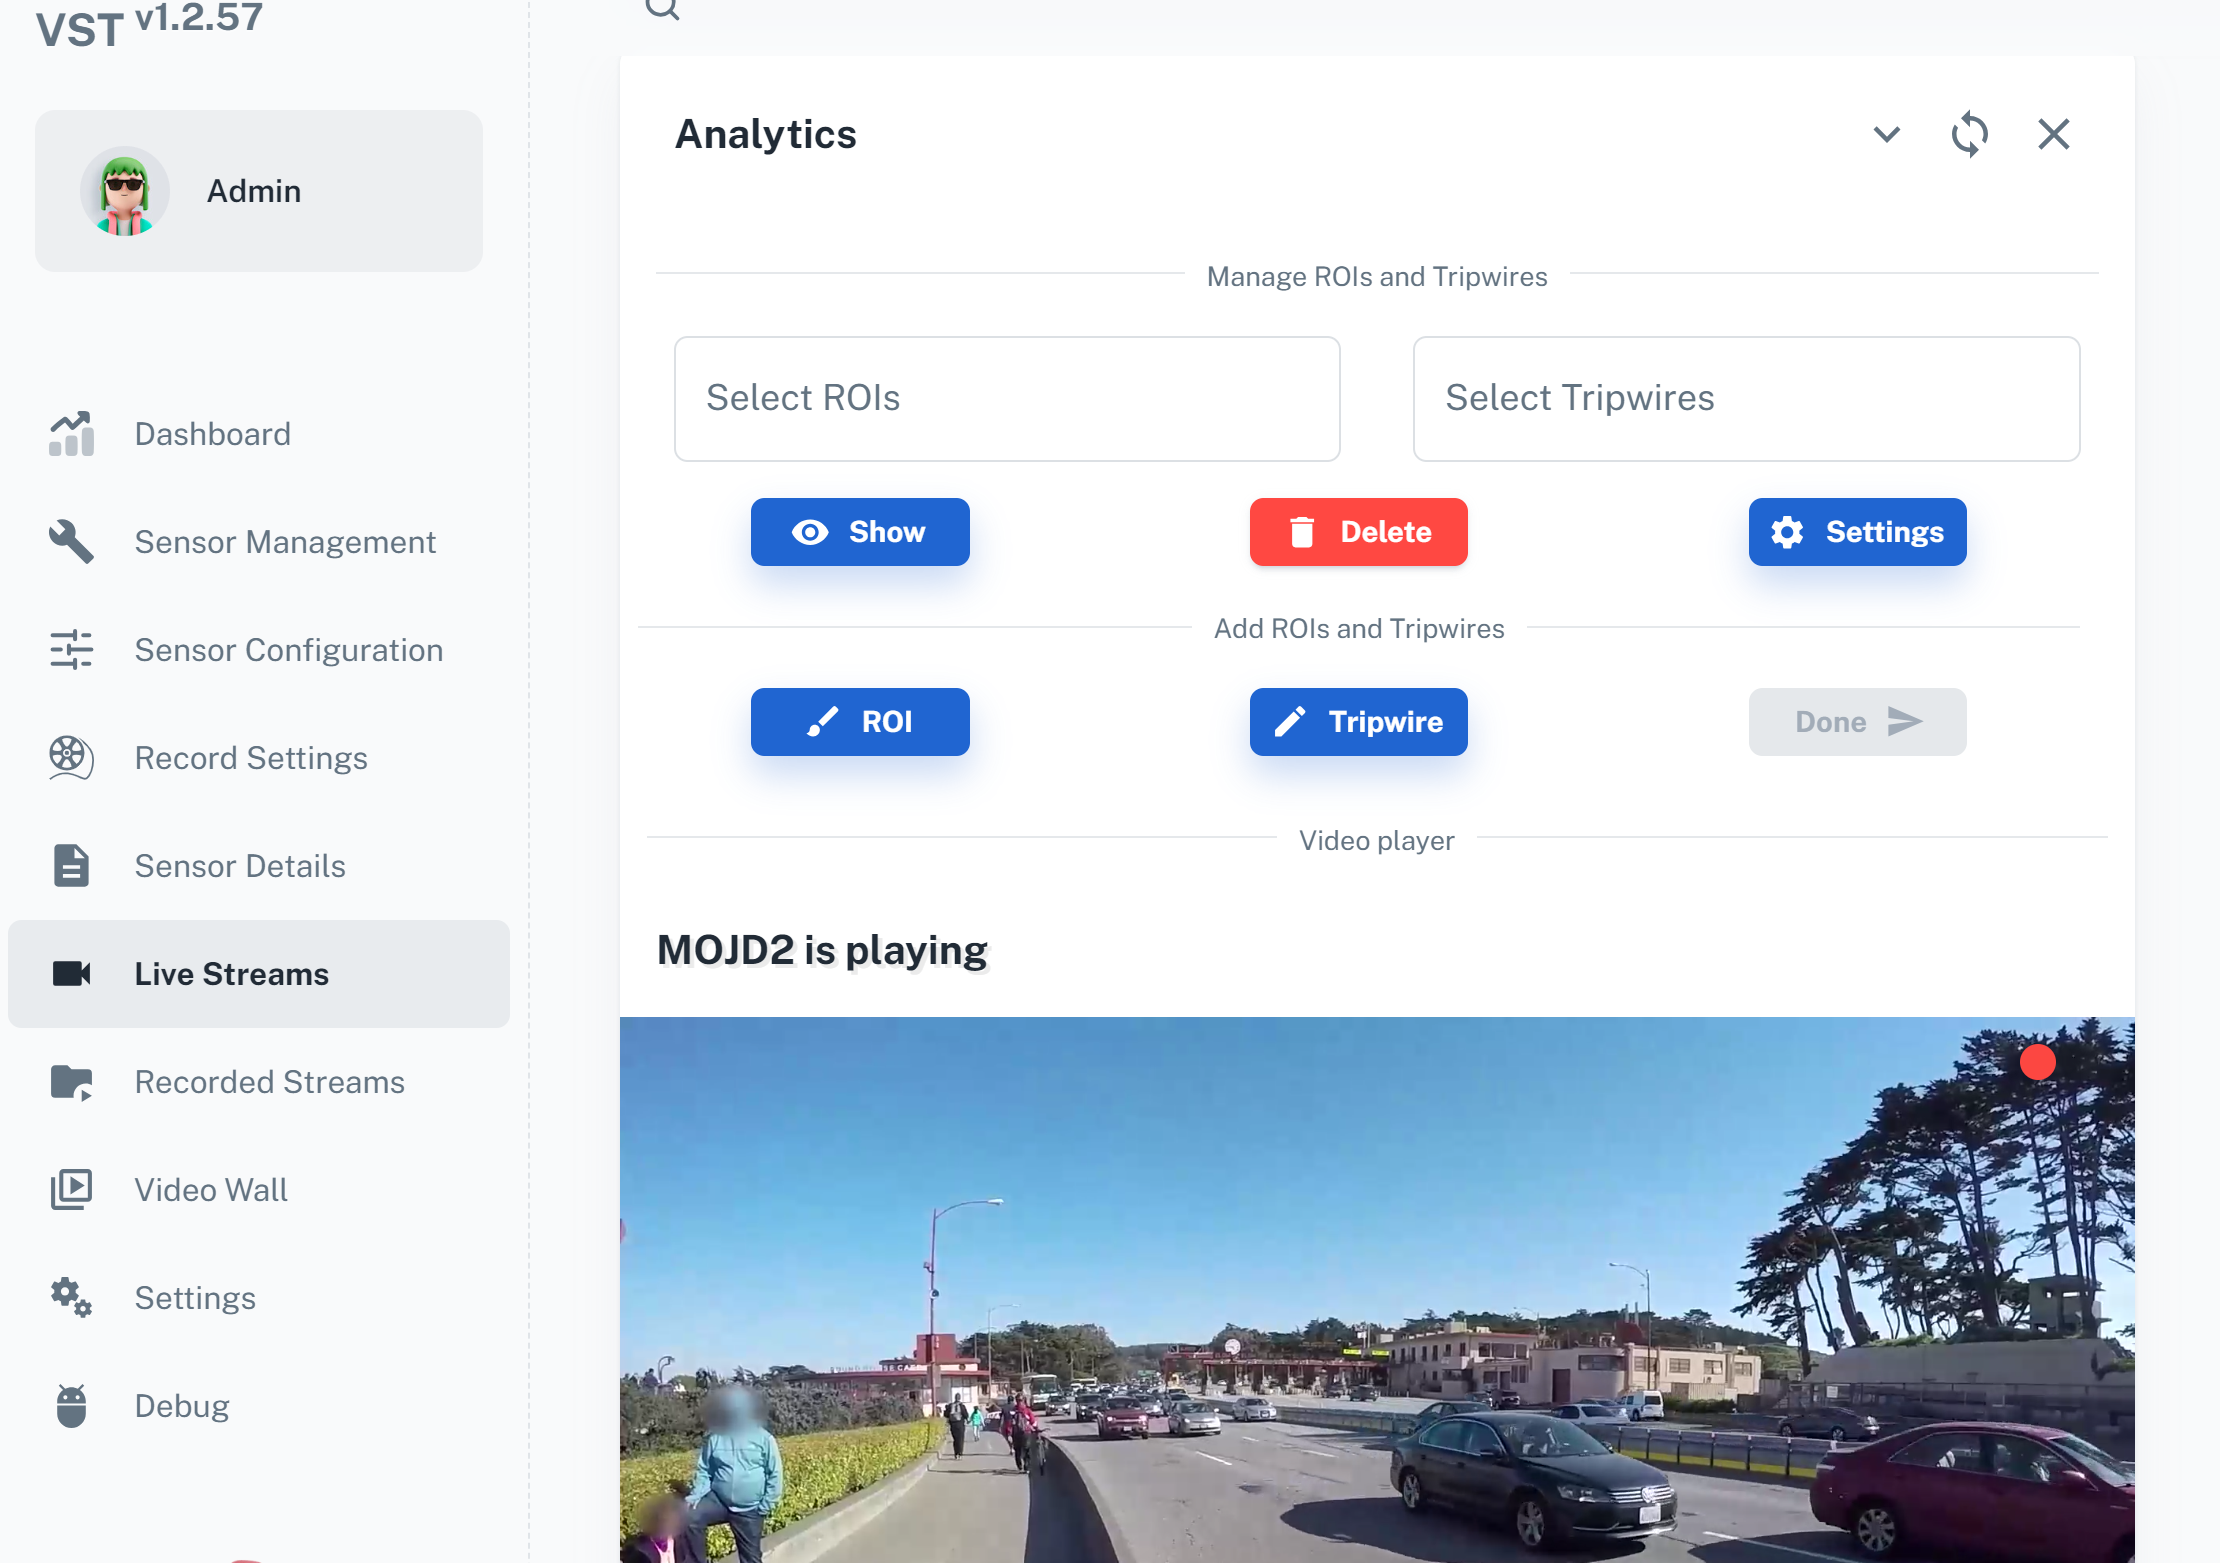 VST v1.2.57
Admin
Dashboard
Sensor Management
Sensor Configuration
Record Settings
Sensor Details
Live Streams
Recorded Streams
Video Wall
Settings
Debug
Analytics
Manage ROIs and Tripwires
Select ROIs
Select Tripwires
Show
Delete
Settings
Add ROIs and Tripwires
ROI
Tripwire
Done
Video player
MOJD2 is playing